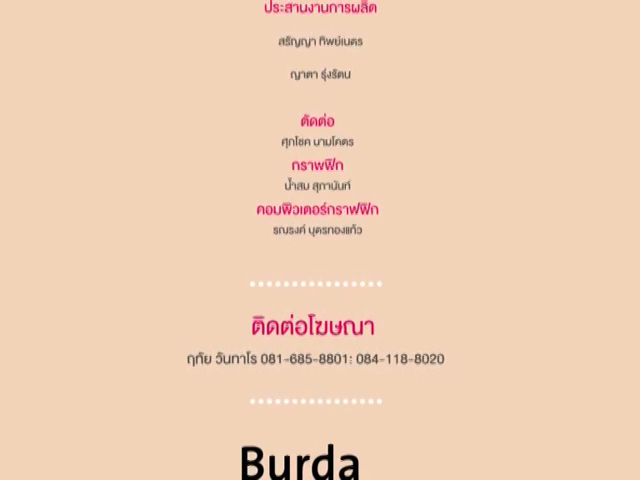 ประสานงานการผลิต
สรัญญา ทิพย์เนตร
ญาตา รุ่งรัตน
ตัดต่อ
ศุภโชค นามโคตร
กราฟฟิก
น้ำสม สุภานันท์
คอมพิวเตอร์กราฟฟิก
รณรงค์ บุตรทองแก้ว
ติดต่อโฆษณา
ฤทัย วันทาไร 081-685-8801: 084-118-8020
Burda